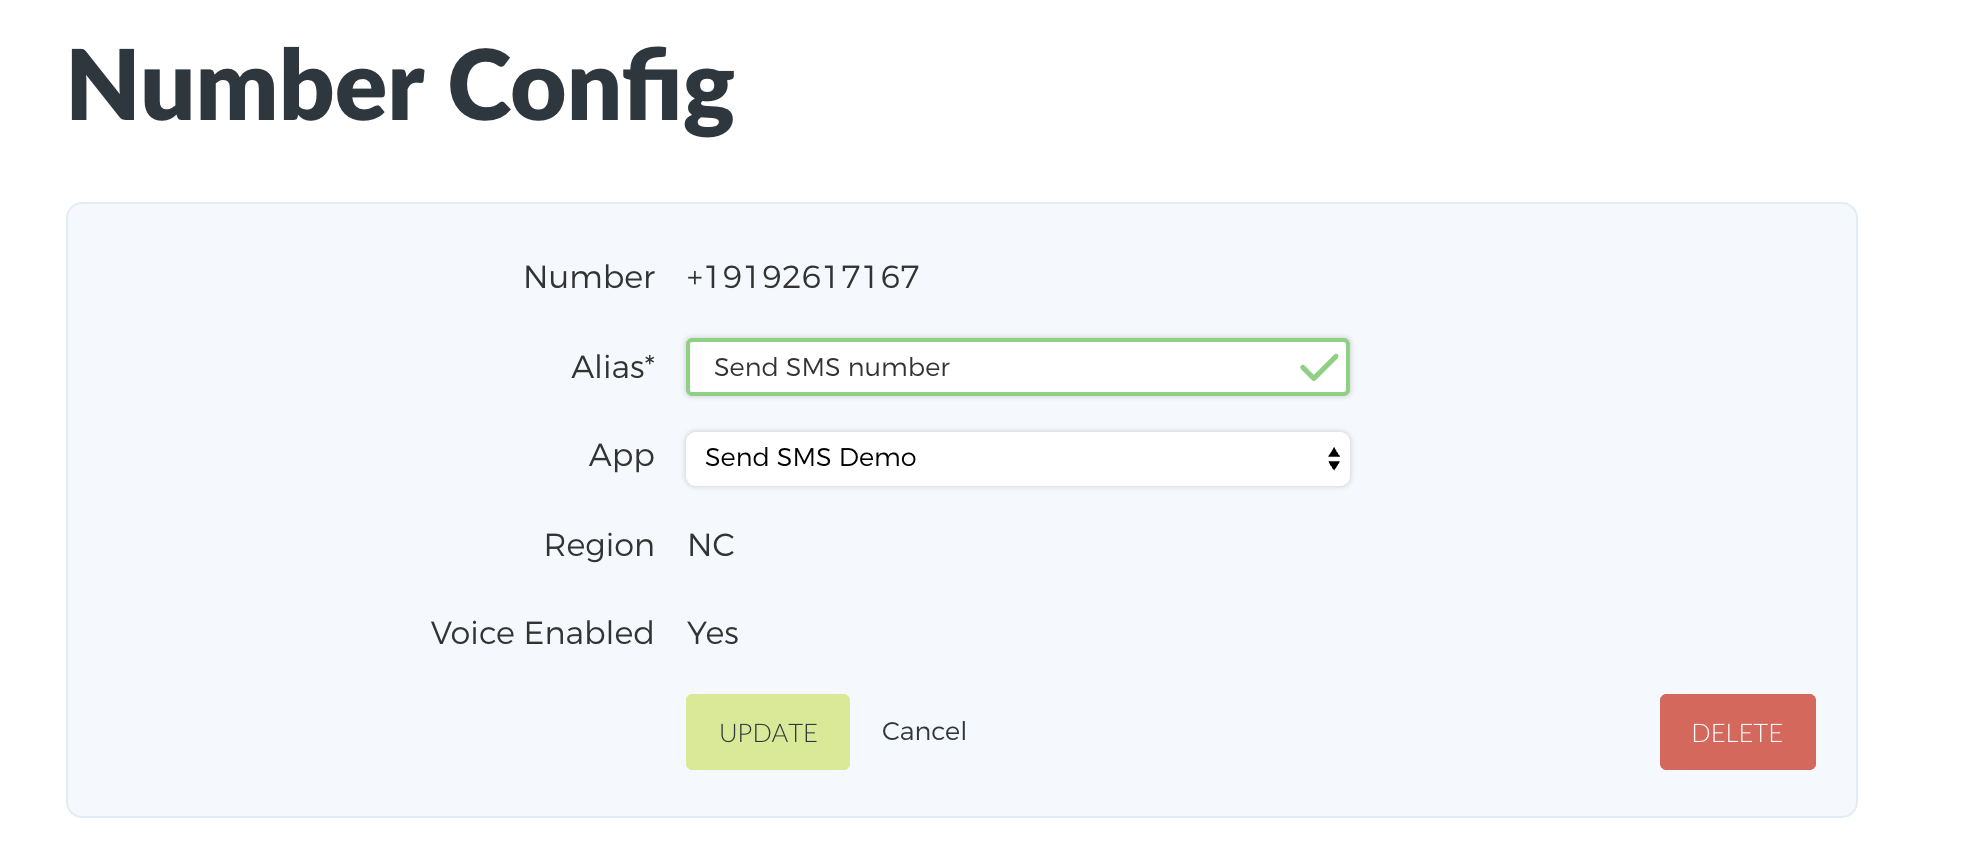 Number Config
Number +19192617167
Alias* Send SMS number
App Send SMS Demo
Region NC
Voice Enabled Yes
UPDATE Cancel DELETE